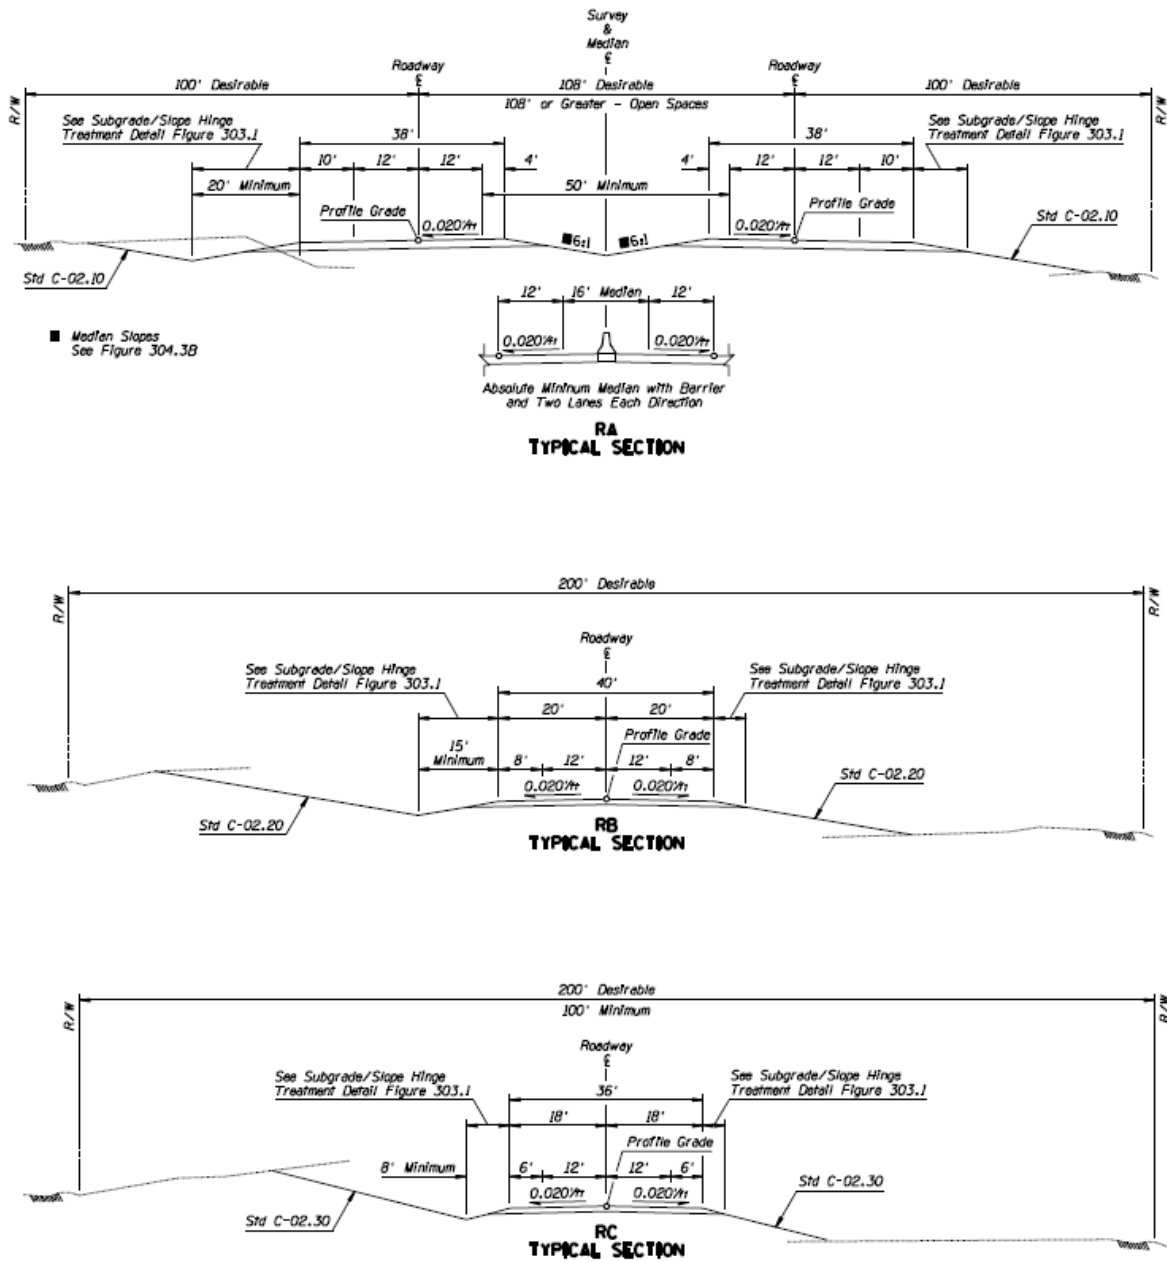 Survey
&
Median
℄
Roadway
℄
Roadway
℄
R/W
100' Desirable
108' Desirable
100' Desirable
R/W
108' or Greater - Open Spaces
See Subgrade/Slope Hinge
Treatment Detail Figure 303.1
38'
38'
See Subgrade/Slope Hinge
Treatment Detail Figure 303.1
10'
12'
12'
4'
4'
12'
12'
10'
20' Minimum
50' Minimum
Profile Grade
0.020'/ft
■6:1
■6:1
0.020'/ft
Profile Grade
Std C-02.10
Std C-02.10
12'
16' Median
12'
■ Median Slopes
See Figure 304.3B
0.020'/ft
0.020'/ft
Absolute Minimum Median with Barrier
and Two Lanes Each Direction
RA
TYPICAL SECTION
200' Desirable
R/W
R/W
Roadway
℄
See Subgrade/Slope Hinge
Treatment Detail Figure 303.1
See Subgrade/Slope Hinge
Treatment Detail Figure 303.1
40'
20'
20'
Profile Grade
15'
Minimum
8'
12'
12'
8'
0.020'/ft
0.020'/ft
Std C-02.20
Std C-02.20
RB
TYPICAL SECTION
200' Desirable
100' Minimum
R/W
R/W
Roadway
℄
See Subgrade/Slope Hinge
Treatment Detail Figure 303.1
See Subgrade/Slope Hinge
Treatment Detail Figure 303.1
36'
18'
18'
Profile Grade
8' Minimum
6'
12'
12'
6'
0.020'/ft
0.020'/ft
Std C-02.30
Std C-02.30
RC
TYPICAL SECTION